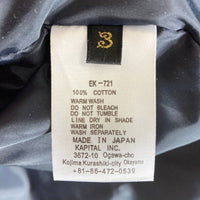 3
EK-721
100% COTTON
WARM WASH
DO NOT BLEACH
DO NOT TUMBLE
LINE DRY IN SHADE
WARM IRON
WASH SEPARATELY
MADE IN JAPAN
KAPITAL INC.
3672-10 Ogawa-cho
Kojima Kurashiki-city Okayama
+81-86-472-0539